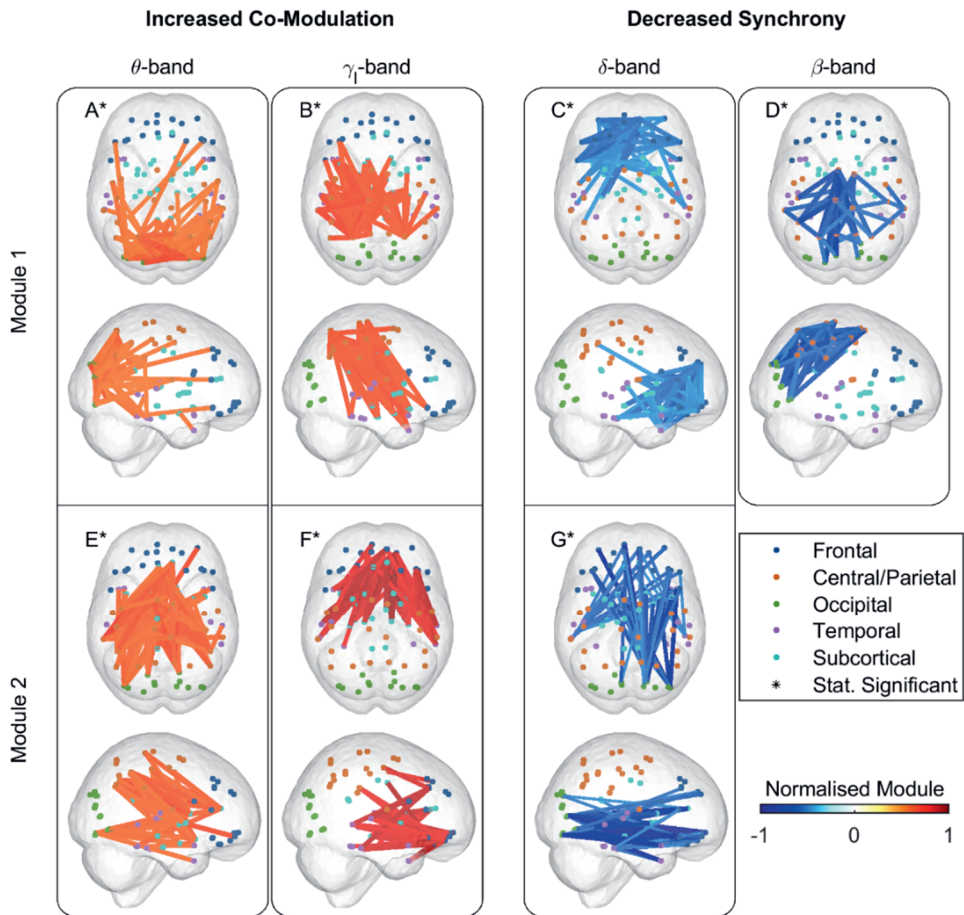 Increased Co-Modulation
Decreased Synchrony
θ-band
γl-band
δ-band
β-band
Module 1
A*
B*
C*
D*
Module 2
E*
F*
G*
Frontal
Central/Parietal
Occipital
Temporal
Subcortical
* Stat. Significant
Normalised Module
-1 0 1